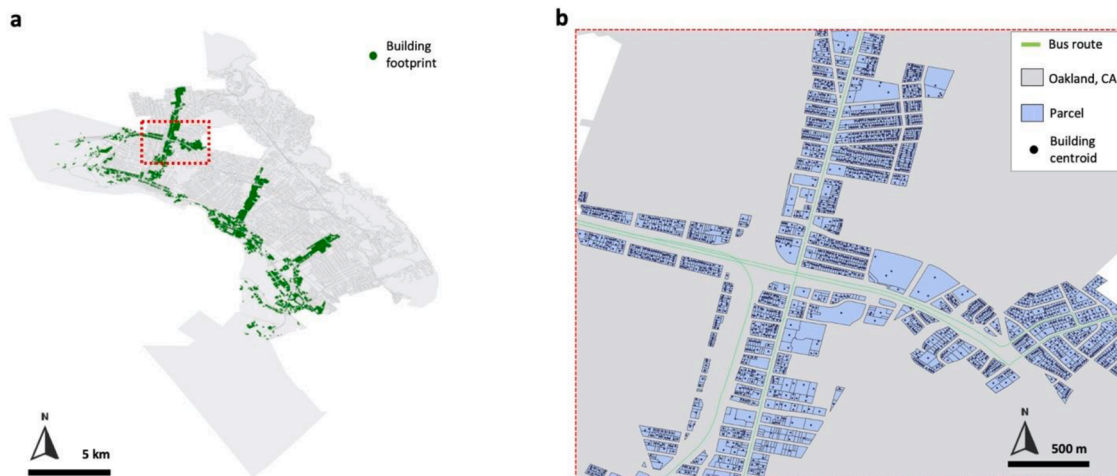 a
Building
footprint
N
5 km
b
Bus route
Oakland, CA
Parcel
Building
centroid
N
500 m